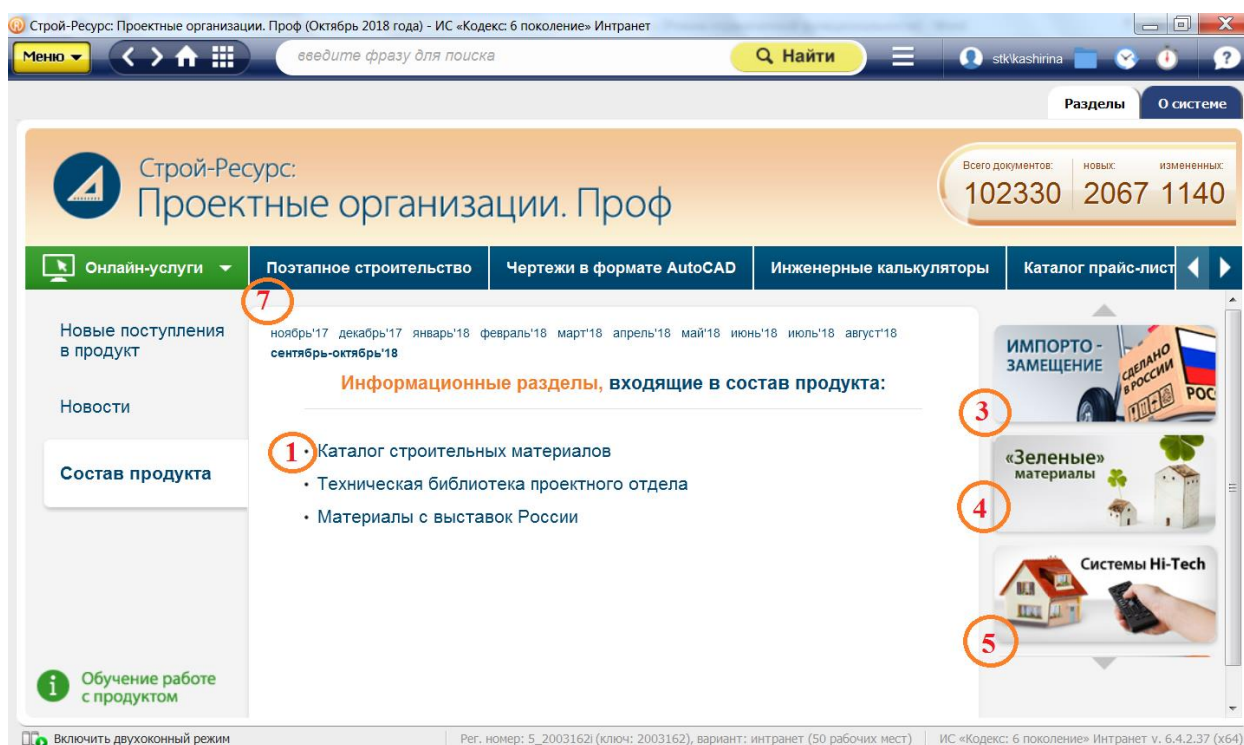 Строй-Ресурс: Проектные организации. Проф (Октябрь 2018 года) - ИС «Кодекс: 6 поколение» Интранет
Меню
введите фразу для поиска
Найти
stk\kashirina
?
Разделы
О системе
Строй-Ресурс:
Проектные организации. Проф
Всего документов: новых: измененных:
102330 2067 1140
Онлайн-услуги
Поэтапное строительство
Чертежи в формате AutoCAD
Инженерные калькуляторы
Каталог прайс-лист
7
Новые поступления
в продукт
Новости
Состав продукта
ноябрь'17 декабрь'17 январь'18 февраль'18 март'18 апрель'18 май'18 июнь'18 июль'18 август'18
сентябрь-октябрь'18
Информационные разделы, входящие в состав продукта:
1
• Каталог строительных материалов
• Техническая библиотека проектного отдела
• Материалы с выставок России
ИМПОРТО -
ЗАМЕЩЕНИЕ
СДЕЛАНО
В РОССИИ
РОС
3
«Зеленые»
материалы
4
Системы Hi-Tech
5
i
Обучение работе
с продуктом
Включить двухоконный режим
Рег. номер: 5_2003162i (ключ: 2003162), вариант: интранет (50 рабочих мест)
ИС «Кодекс: 6 поколение» Интранет v. 6.4.2.37 (x64)